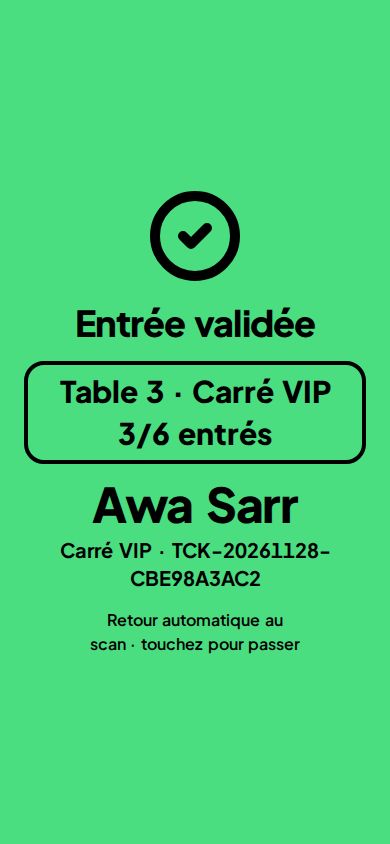 Entrée validée
Table 3 · Carré VIP
3/6 entrés
Awa Sarr
Carré VIP · TCK-20261128-
CBE98A3AC2
Retour automatique au
scan · touchez pour passer